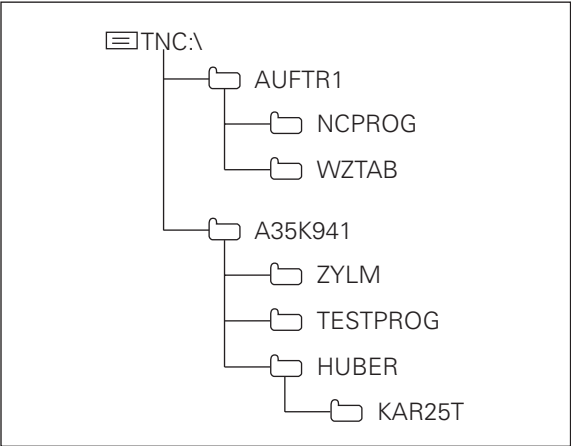 TNC:\
AUFTR1
NCPROG
WZTAB
A35K941
ZYLM
TESTPROG
HUBER
KAR25T